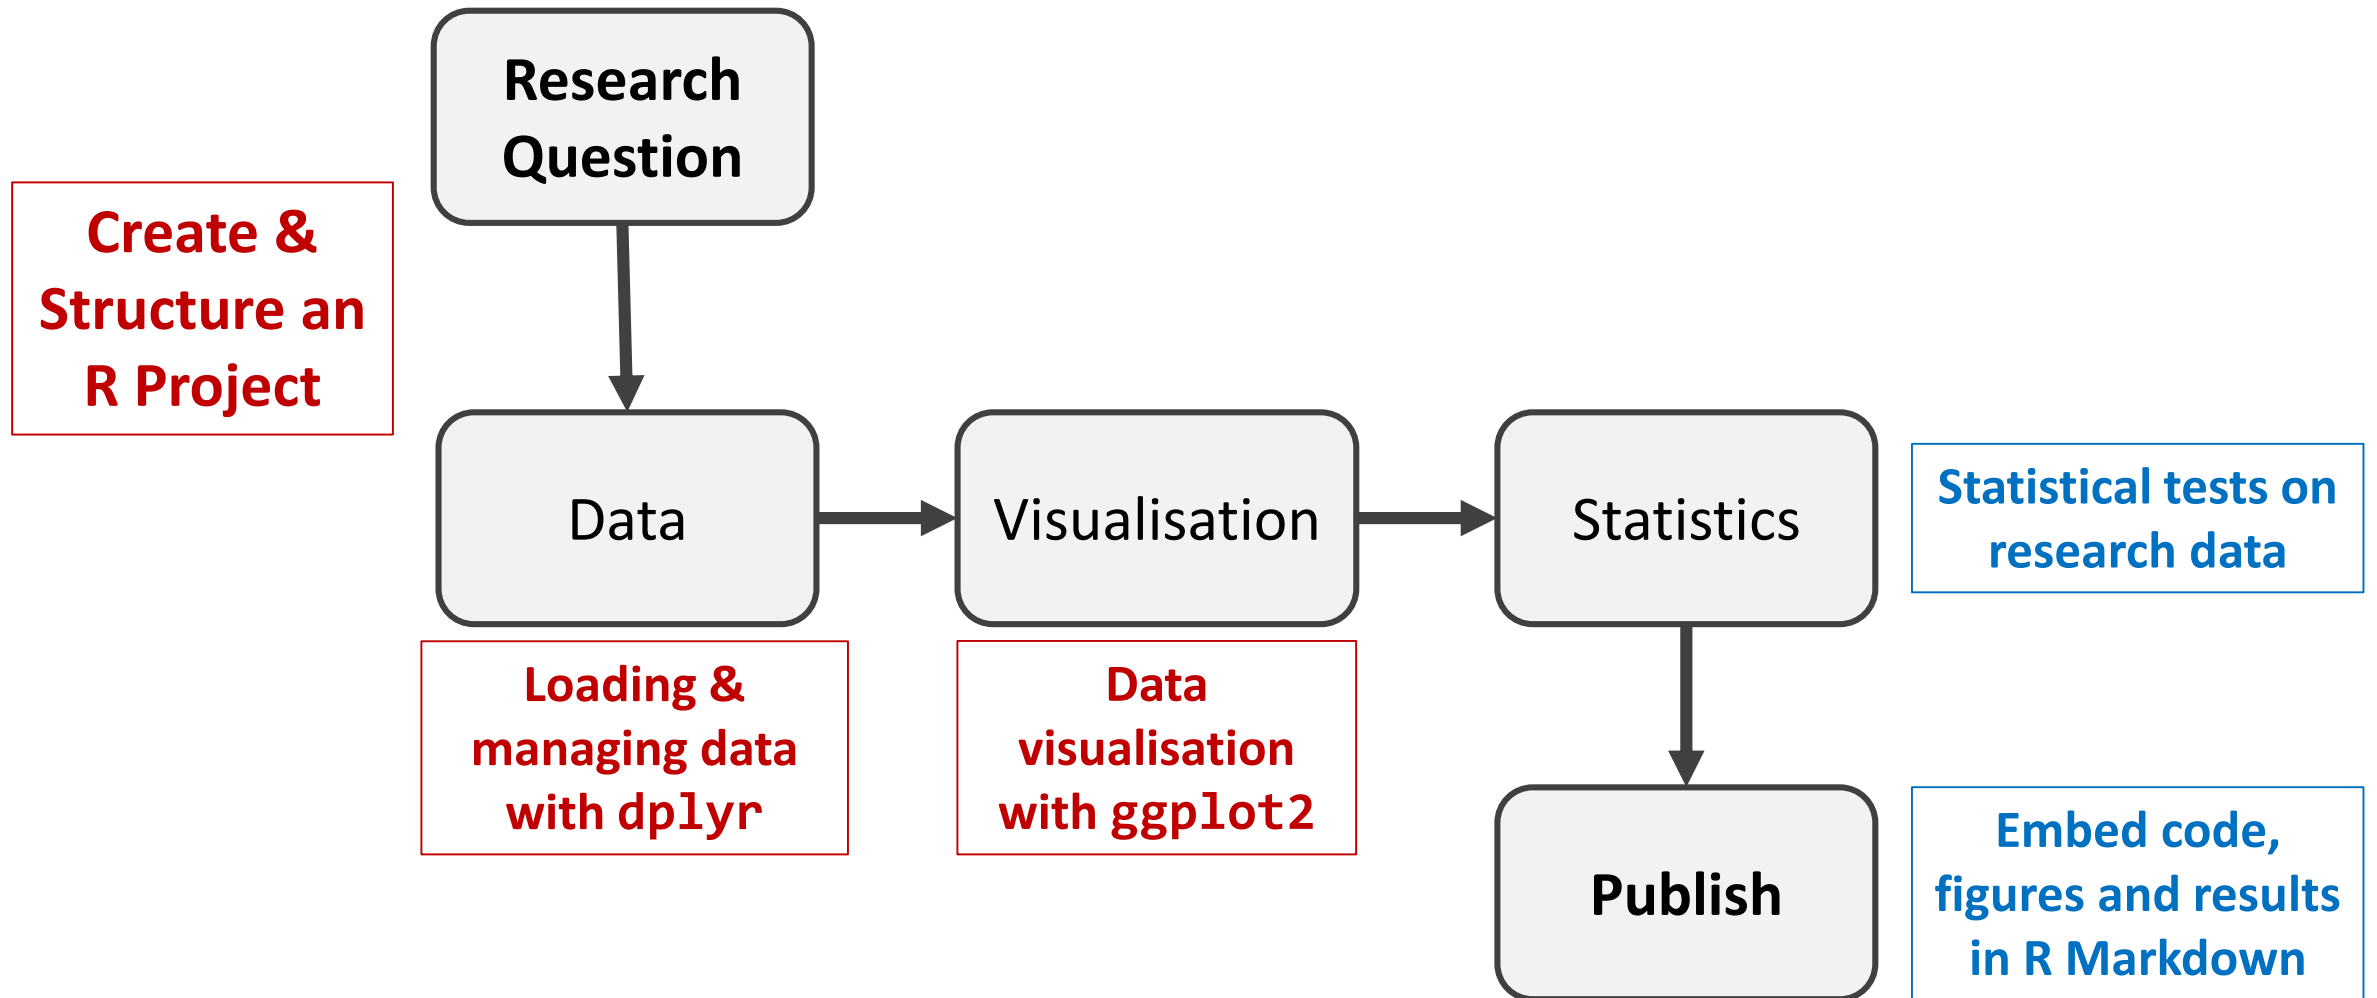 Research
Question
Create &
Structure an
R Project
Data
Visualisation
Statistics
Statistical tests on
research data
Loading &
managing data
with dplyr
Data
visualisation
with ggplot2
Publish
Embed code,
figures and results
in R Markdown